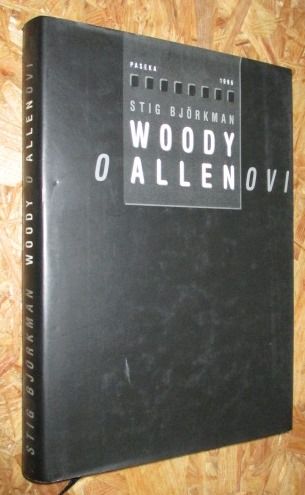 PASEKA 1996
STIG BJÖRKMAN
WOODY
O ALLENOVI
STIG BJÖRKMAN WOODY O ALLENOVI